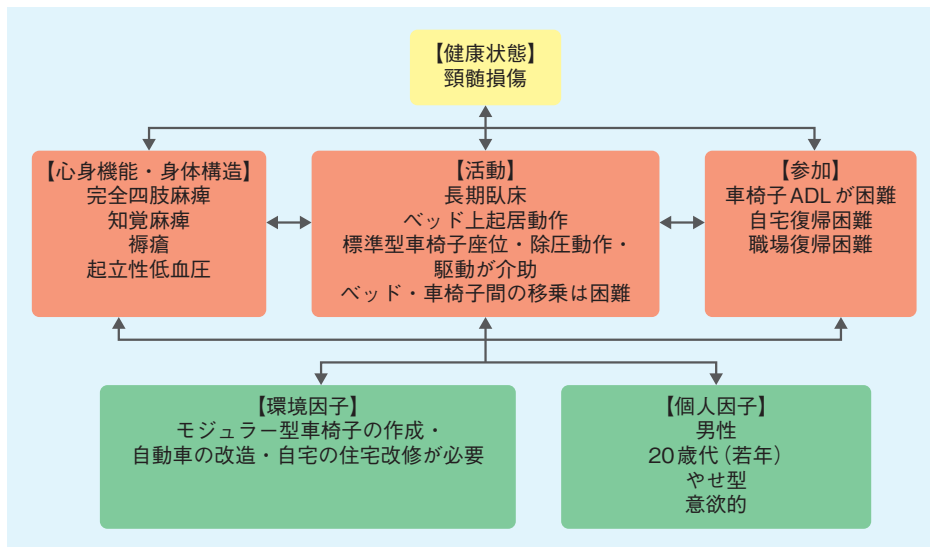 【健康状態】
頸髄損傷
【心身機能・身体構造】
完全四肢麻痺
知覚麻痺
褥瘡
起立性低血圧
【活動】
長期臥床
ベッド上起居動作
標準型車椅子座位・除圧動作・
駆動が介助
ベッド・車椅子間の移乗は困難
【参加】
車椅子ADLが困難
自宅復帰困難
職場復帰困難
【環境因子】
モジュラー型車椅子の作成・
自動車の改造・自宅の住宅改修が必要
【個人因子】
男性
20歳代（若年）
やせ型
意欲的